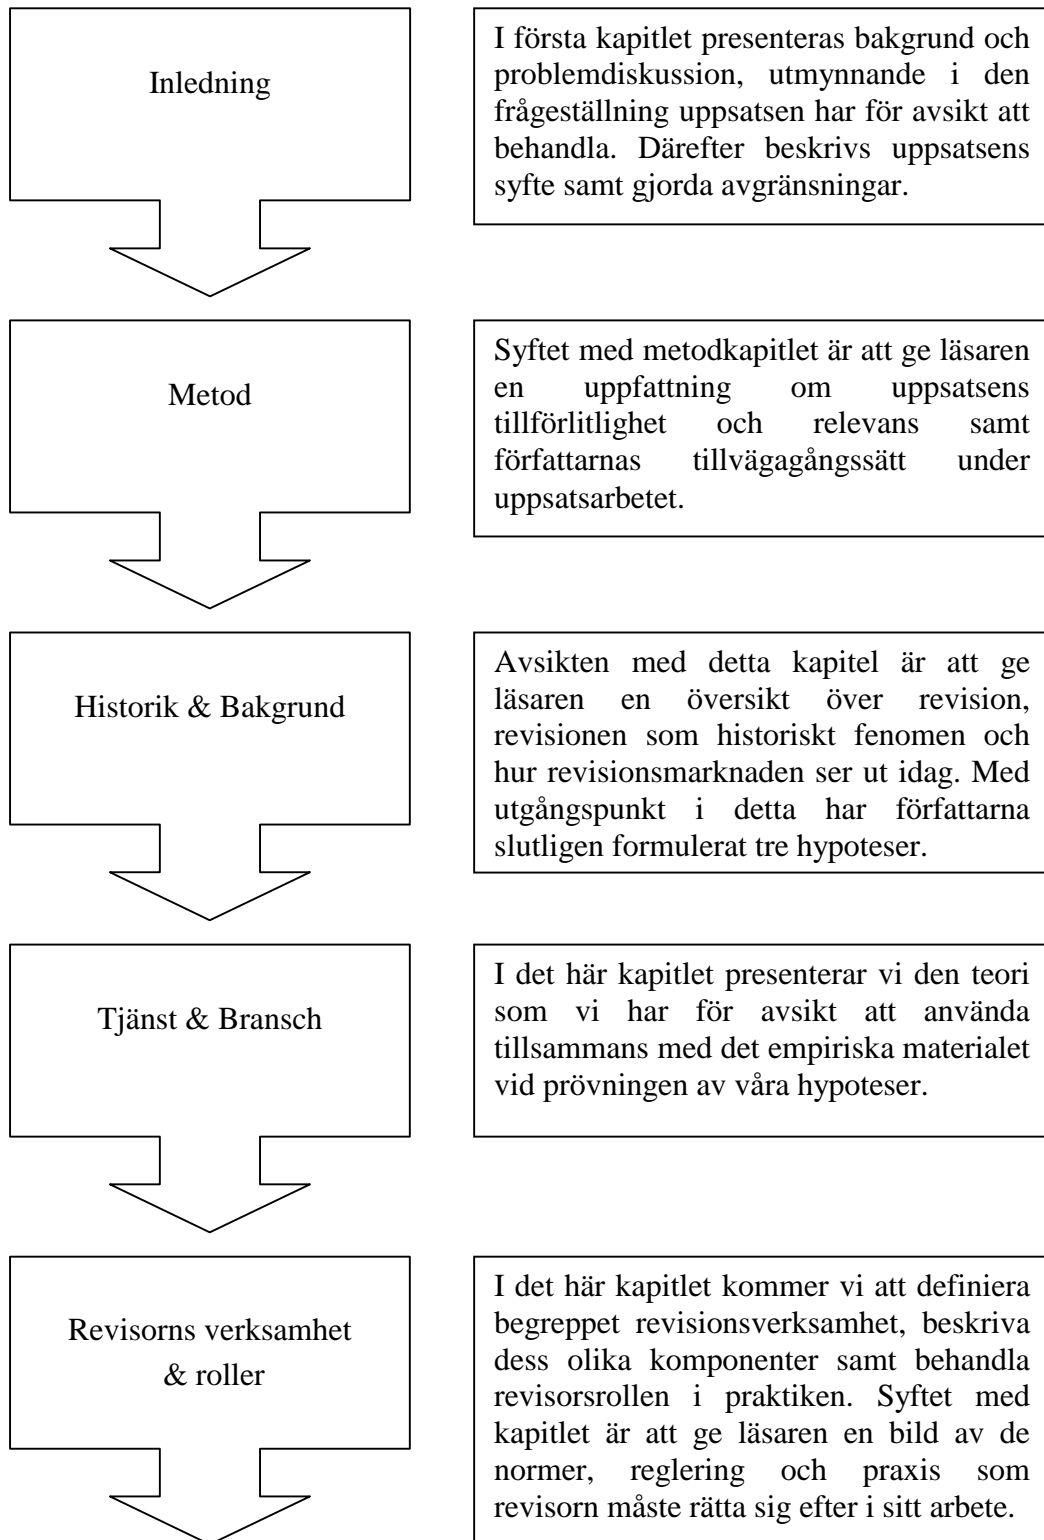 Inledning
I första kapitlet presenteras bakgrund och
problemdiskussion, utmynnande i den
frågeställning uppsatsen har för avsikt att
behandla. Därefter beskrivs uppsatsens
syfte samt gjorda avgränsningar.
Metod
Syftet med metodkapitlet är att ge läsaren
en uppfattning om uppsatsens
tillförlitlighet och relevans samt
författarnas tillvägagångssätt under
uppsatsarbetet.
Historik & Bakgrund
Avsikten med detta kapitel är att ge
läsaren en översikt över revision,
revisionen som historiskt fenomen och
hur revisionsmarknaden ser ut idag. Med
utgångspunkt i detta har författarna
slutligen formulerat tre hypoteser.
Tjänst & Bransch
I det här kapitlet presenterar vi den teori
som vi har för avsikt att använda
tillsammans med det empiriska materialet
vid prövningen av våra hypoteser.
Revisorns verksamhet
& roller
I det här kapitlet kommer vi att definiera
begreppet revisionsverksamhet, beskriva
dess olika komponenter samt behandla
revisorsrollen i praktiken. Syftet med
kapitlet är att ge läsaren en bild av de
normer, reglering och praxis som
revisorn måste rätta sig efter i sitt arbete.